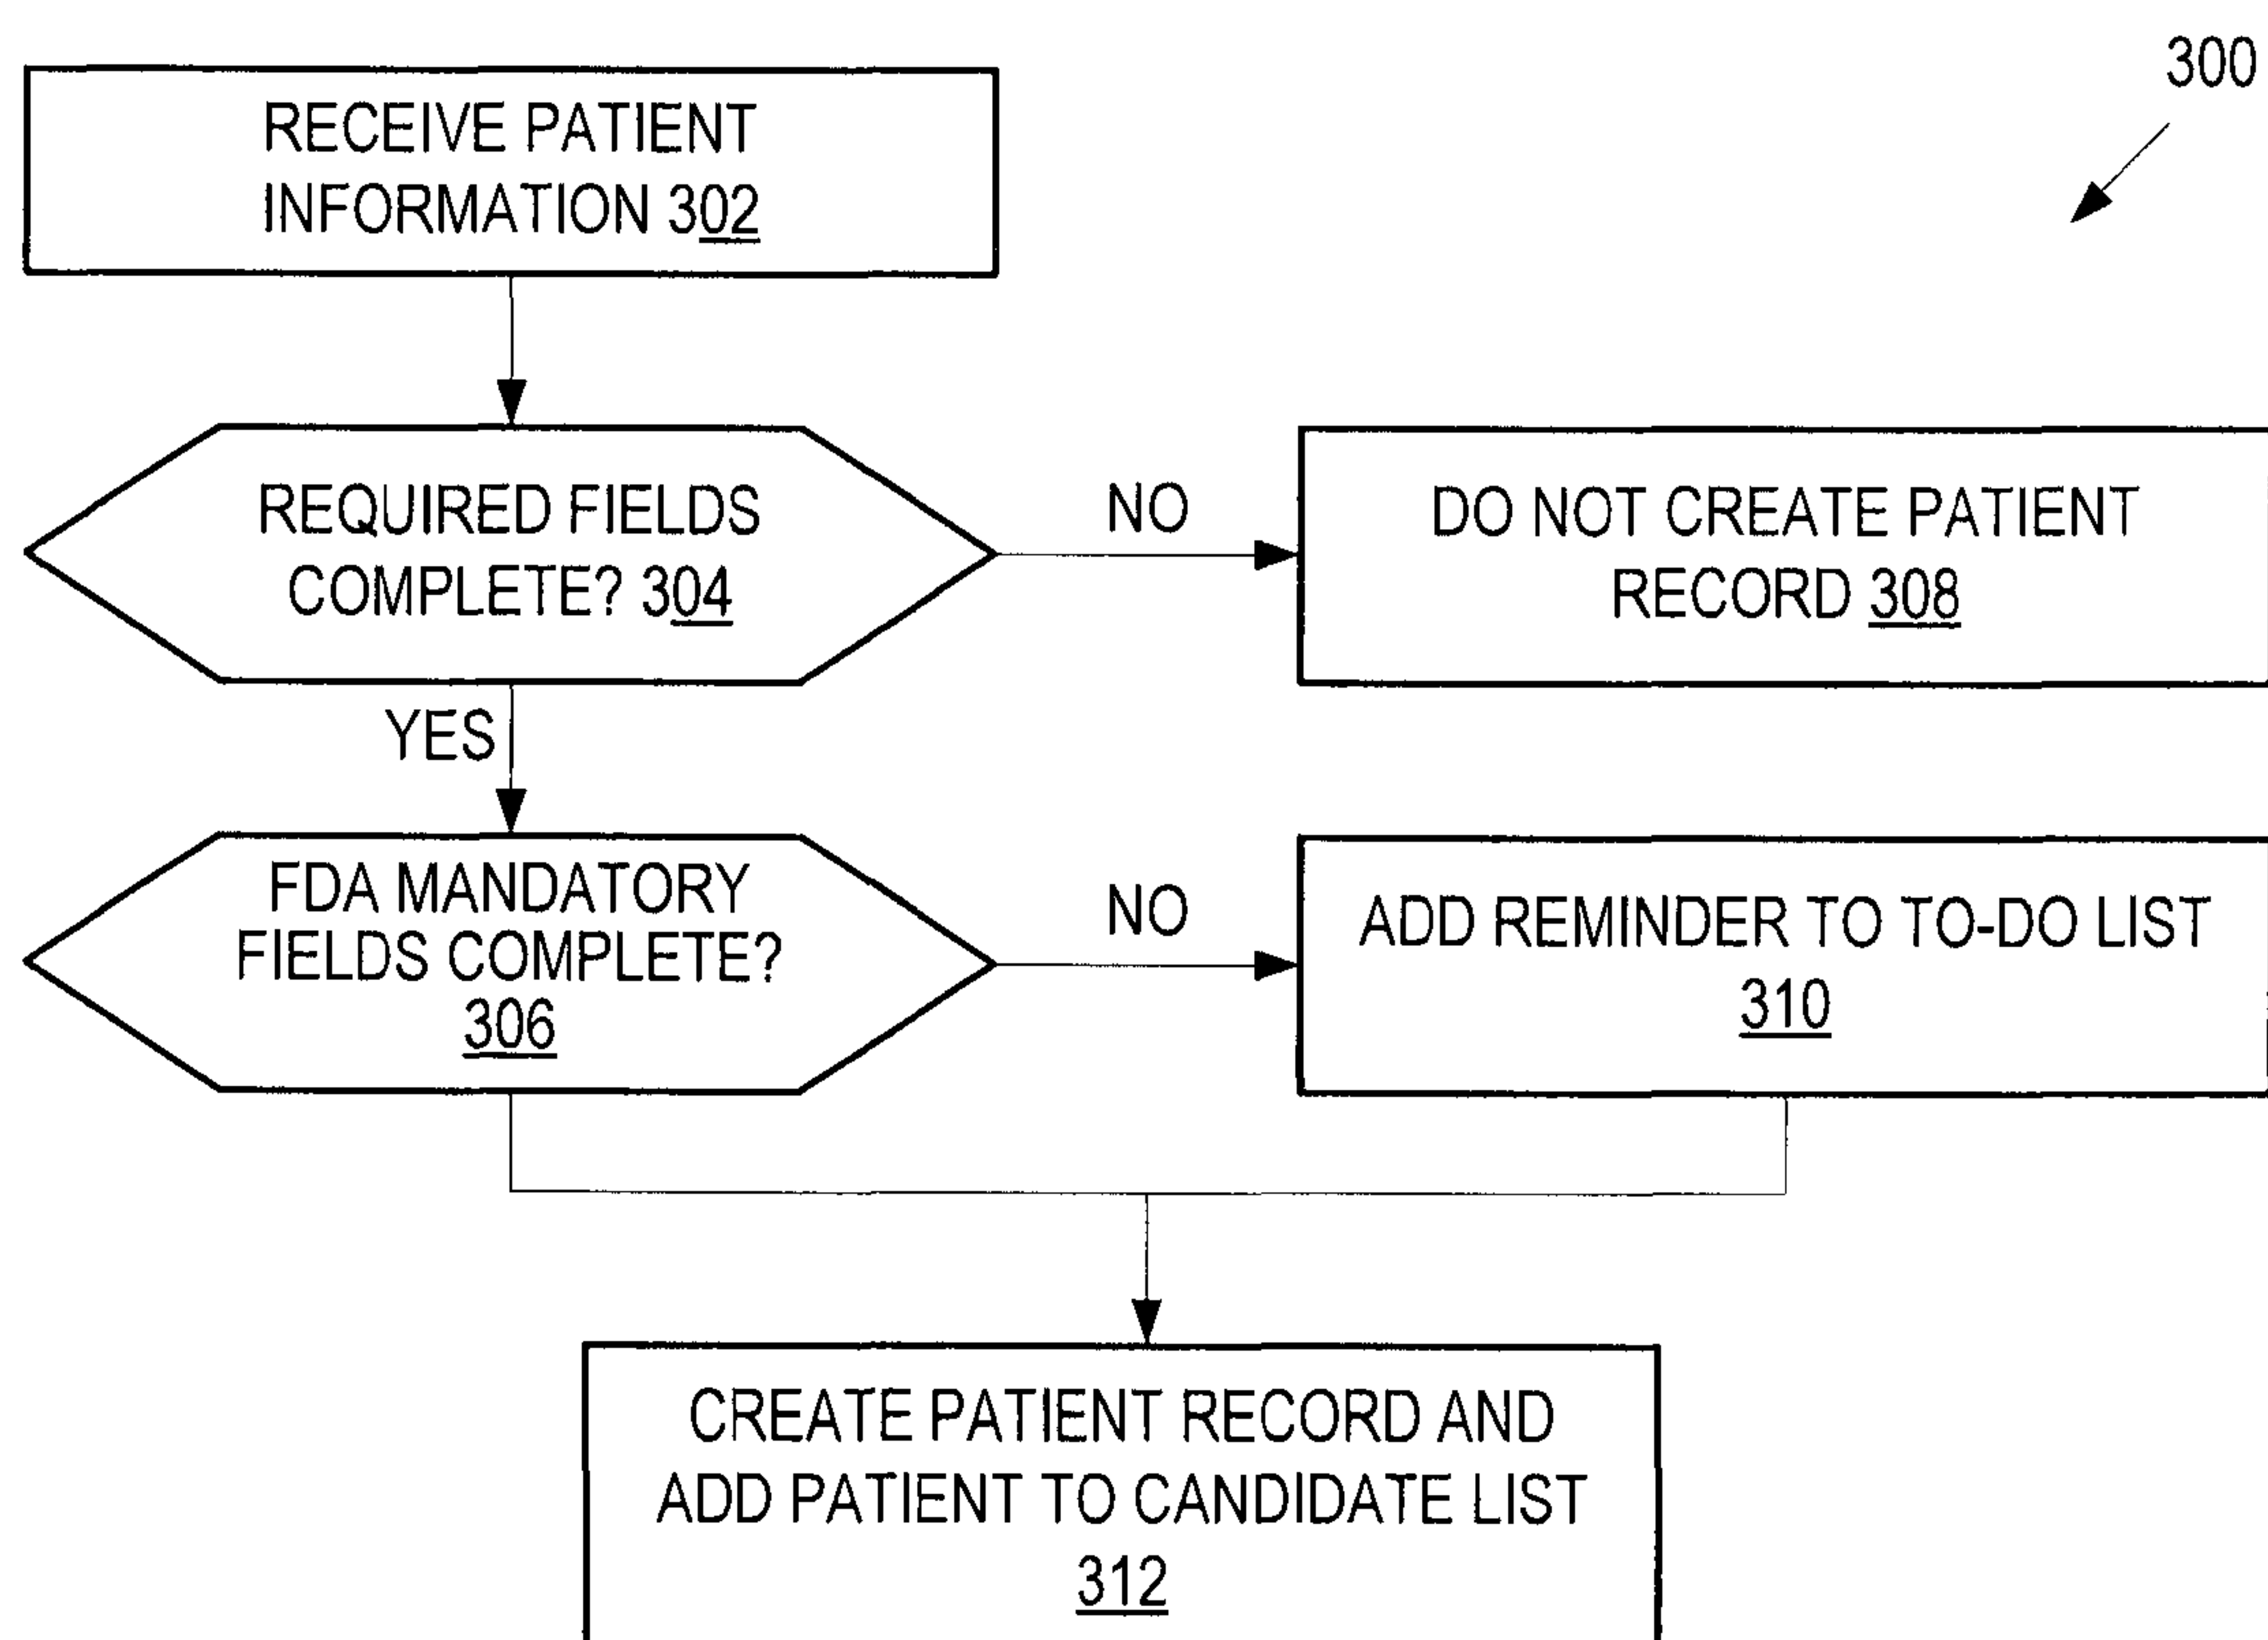 300
RECEIVE PATIENT
INFORMATION 302
REQUIRED FIELDS
COMPLETE? 304
NO
DO NOT CREATE PATIENT
RECORD 308
YES
FDA MANDATORY
FIELDS COMPLETE?
306
NO
ADD REMINDER TO TO-DO LIST
310
CREATE PATIENT RECORD AND
ADD PATIENT TO CANDIDATE LIST
312